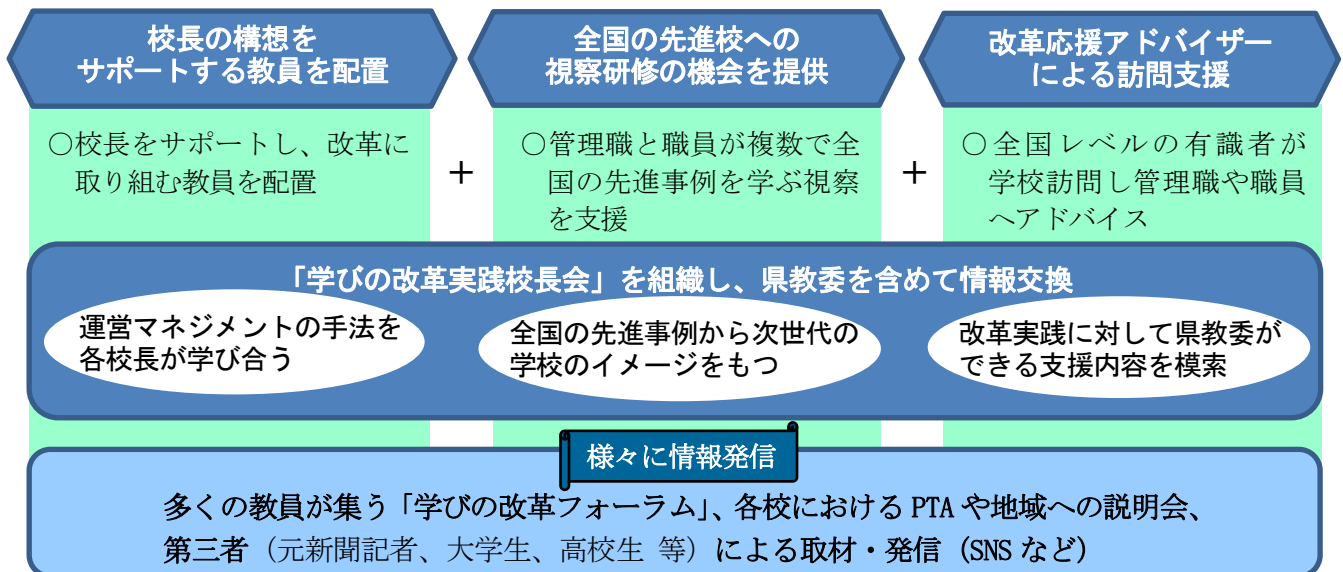 校長の構想を
サポートする教員を配置
全国の先進校への
視察研修の機会を提供
改革応援アドバイザー
による訪問支援
○校長をサポートし、改革に
取り組む教員を配置
+
○管理職と職員が複数で全
国の先進事例を学ぶ視察
を支援
+
○全国レベルの有識者が
学校訪問し管理職や職員
へアドバイス
「学びの改革実践校長会」を組織し、県教委を含めて情報交換
運営マネジメントの手法を
各校長が学び合う
全国の先進事例から次世代の
学校のイメージをもつ
改革実践に対して県教委が
できる支援内容を模索
様々に情報発信
多くの教員が集う「学びの改革フォーラム」、各校における PTA や地域への説明会、
第三者（元新聞記者、大学生、高校生 等）による取材・発信（SNS など）